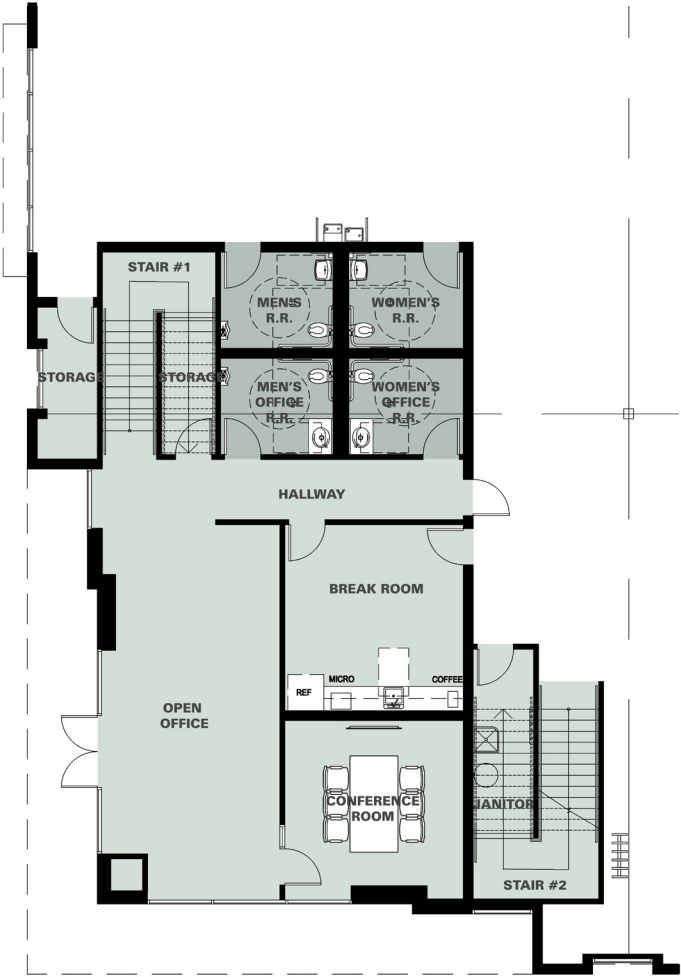 STAIR #1
MEN'S
R.R.
WOMEN'S
R.R.
STORAGE
STORAGE
MEN'S
OFFICE
R.R.
WOMEN'S
OFFICE
R.R.
HALLWAY
BREAK ROOM
REF
MICRO
COFFEE
OPEN
OFFICE
CONFERENCE
ROOM
JANITOR
STAIR #2